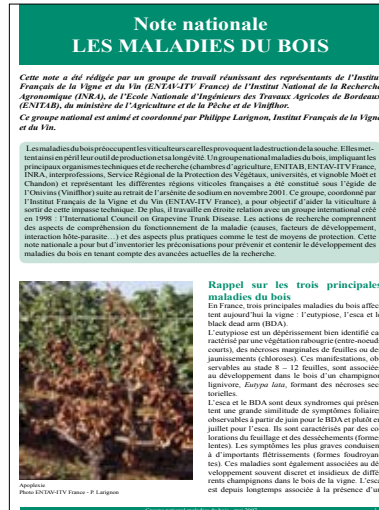 Note nationale
LES MALADIES DU BOIS
Cette note a été rédigée par un groupe de travail réunissant des représentants de l'Institu
Français de la Vigne et du Vin (ENTAV-ITV France) de l'Institut National de la Recherche
Agronomique (INRA), de l'Ecole Nationale d'Ingénieurs des Travaux Agricoles de Bordeaux
(ENITAB), du ministère de l'Agriculture et de la Pêche et de Viniflhor.
Ce groupe national est animé et coordonné par Philippe Larignon, Institut Français de la Vigne
et du Vin.
Les maladies du bois préoccupent les viticulteurs car elles provoquent la destruction de la souche. Elles met-
tent ainsi en péril leur outil de production et sa longévité. Un groupe national maladies du bois, impliquant les
principaux organismes techniques et de recherche (chambres d'agriculture, ENITAB, ENTAV-ITV France,
INRA, interprofessions, Service Régional de la Protection des Végétaux, universités, et vignoble Moët et
Chandon) et représentant les différentes régions viticoles françaises a été constitué sous l'égide de
l'Onivins (Viniflhor) suite au retrait de l'arsénite de sodium en novembre 2001. Ce groupe, coordonné par
l'Institut Français de la Vigne et du Vin (ENTAV-ITV France), a pour objectif d'aider la viticulture à
sortir de cette impasse technique. De plus, il travaille en étroite relation avec un groupe international créé
en 1998 : l'International Council on Grapevine Trunk Disease. Les actions de recherche comprennent
des aspects de compréhension du fonctionnement de la maladie (causes, facteurs de développement,
interaction hôte-parasite…) et des aspects plus pratiques comme le test de moyens de protection. Cette
note nationale a pour but d'inventorier les préconisations pour prévenir et contenir le développement des
maladies du bois en tenant compte des avancées actuelles de la recherche.
Apoplexie
Photo ENTAV-ITV France - P. Larignon
Rappel sur les trois principales
maladies du bois
En France, trois principales maladies du bois affec-
tent aujourd'hui la vigne : l'eutypiose, l'esca et le
black dead arm (BDA).
L'eutypiose est un dépérissement bien identifié ca-
ractérisé par une végétation rabougrie (entre-noeuds
courts), des nécroses marginales de feuilles ou des
jaunissements (chloroses). Ces manifestations, ob-
servables au stade 8 – 12 feuilles, sont associées
au développement dans le bois d'un champignon
lignivore, Eutypa lata, formant des nécroses sec-
torielles.
L'esca et le BDA sont deux syndromes qui présen-
tent une grande similitude de symptômes foliaires
observables à partir de juin pour le BDA et plutôt en
juillet pour l'esca. Ils sont caractérisés par des co-
lorations du feuillage et des dessèchements (formes
lentes). Les symptômes les plus graves conduisent
à d'importants flétrissements (formes foudroyan-
tes). Ces maladies sont également associées au dé-
veloppement souvent discret et insidieux de diffé-
rents champignons dans le bois de la vigne. L'esca
est depuis longtemps associée à la présence d'un